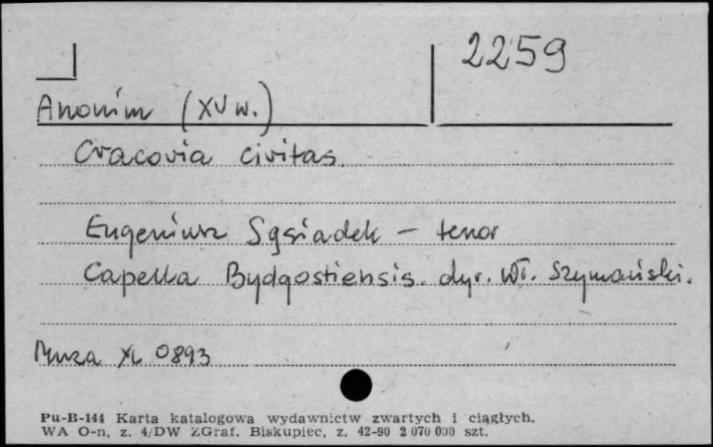 2259
Anonim (XV w.)
Cracovia civitas
Eugeniusz Sąsiadek - tenor
Capella Bydgostiensis. dyr. Wł. Szymański.
Muza XL 0893
Pu-B-144 Karta katalogowa wydawnictw zwartych i ciągłych.
WA O-n, z. 4/DW ZGraf. Biskupiec, z. 42-90 2 070 000 szt.